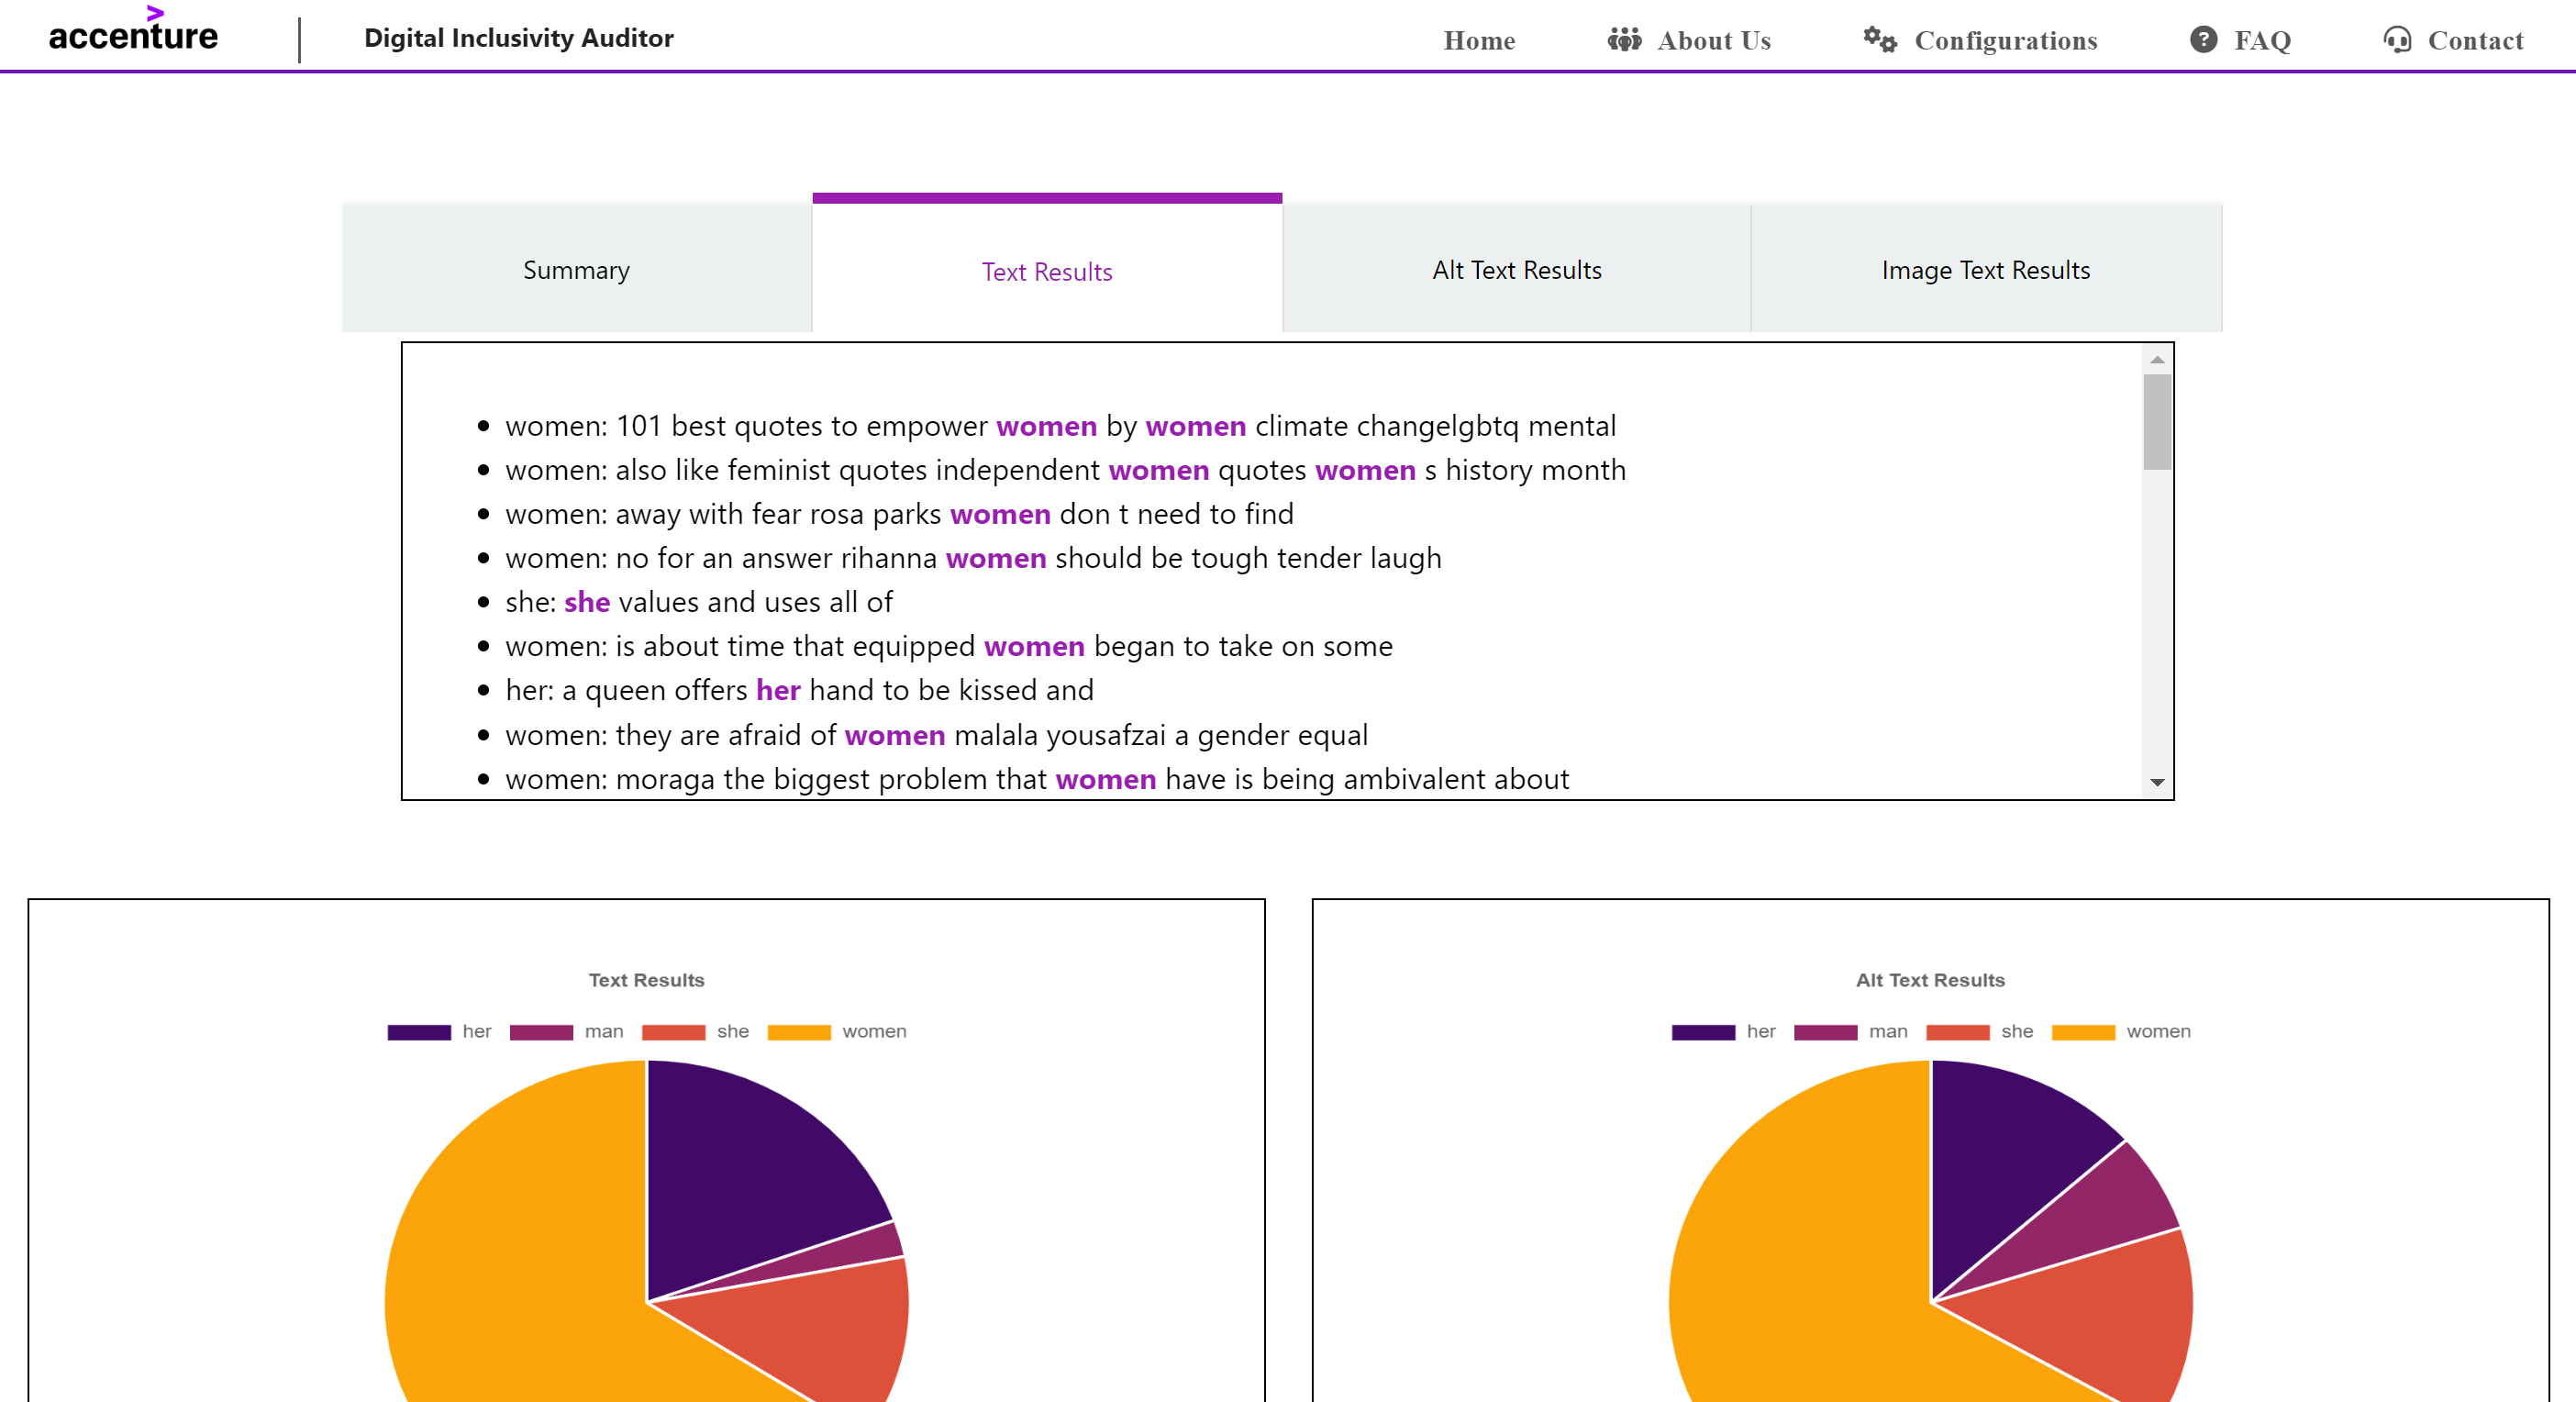 accenture
Digital Inclusivity Auditor
Home
About Us
Configurations
FAQ
Contact
Summary
Text Results
Alt Text Results
Image Text Results
women: 101 best quotes to empower women by women climate changelgbtq mental
women: also like feminist quotes independent women quotes women s history month
women: away with fear rosa parks women don t need to find
women: no for an answer rihanna women should be tough tender laugh
she: she values and uses all of
women: is about time that equipped women began to take on some
her: a queen offers her hand to be kissed and
women: they are afraid of women malala yousafzai a gender equal
women: moraga the biggest problem that women have is being ambivalent about
Text Results
her man she women
Alt Text Results
her man she women